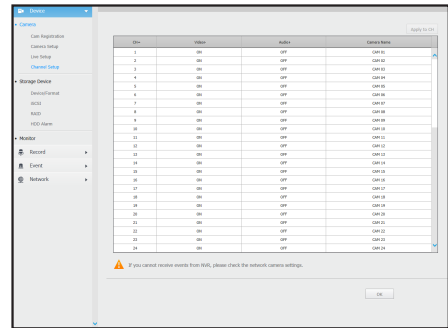 Device
Camera
Cam Registration
Camera Setup
Live Setup
Channel Setup
Storage Device
Device/Format
iSCSI
RAID
HDD Alarm
Monitor
Record
Event
Network
Apply to CH
CH Video Audio Camera Name
1 ON OFF CAM 01
2 ON OFF CAM 02
3 ON OFF CAM 03
4 ON OFF CAM 04
5 ON OFF CAM 05
6 ON OFF CAM 06
7 ON OFF CAM 07
8 ON OFF CAM 08
9 ON OFF CAM 09
10 ON OFF CAM 10
11 ON OFF CAM 11
12 ON OFF CAM 12
13 ON OFF CAM 13
14 ON OFF CAM 14
15 ON OFF CAM 15
16 ON OFF CAM 16
17 ON OFF CAM 17
18 ON OFF CAM 18
19 ON OFF CAM 19
20 ON OFF CAM 20
21 ON OFF CAM 21
22 ON OFF CAM 22
23 ON OFF CAM 23
24 ON OFF CAM 24
If you cannot receive events from NVR, please check the network camera settings.
OK